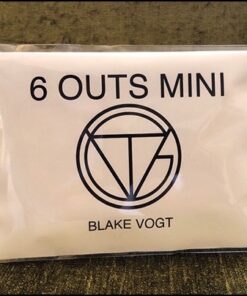 6 OUTS MINI
BLAKE VOGT